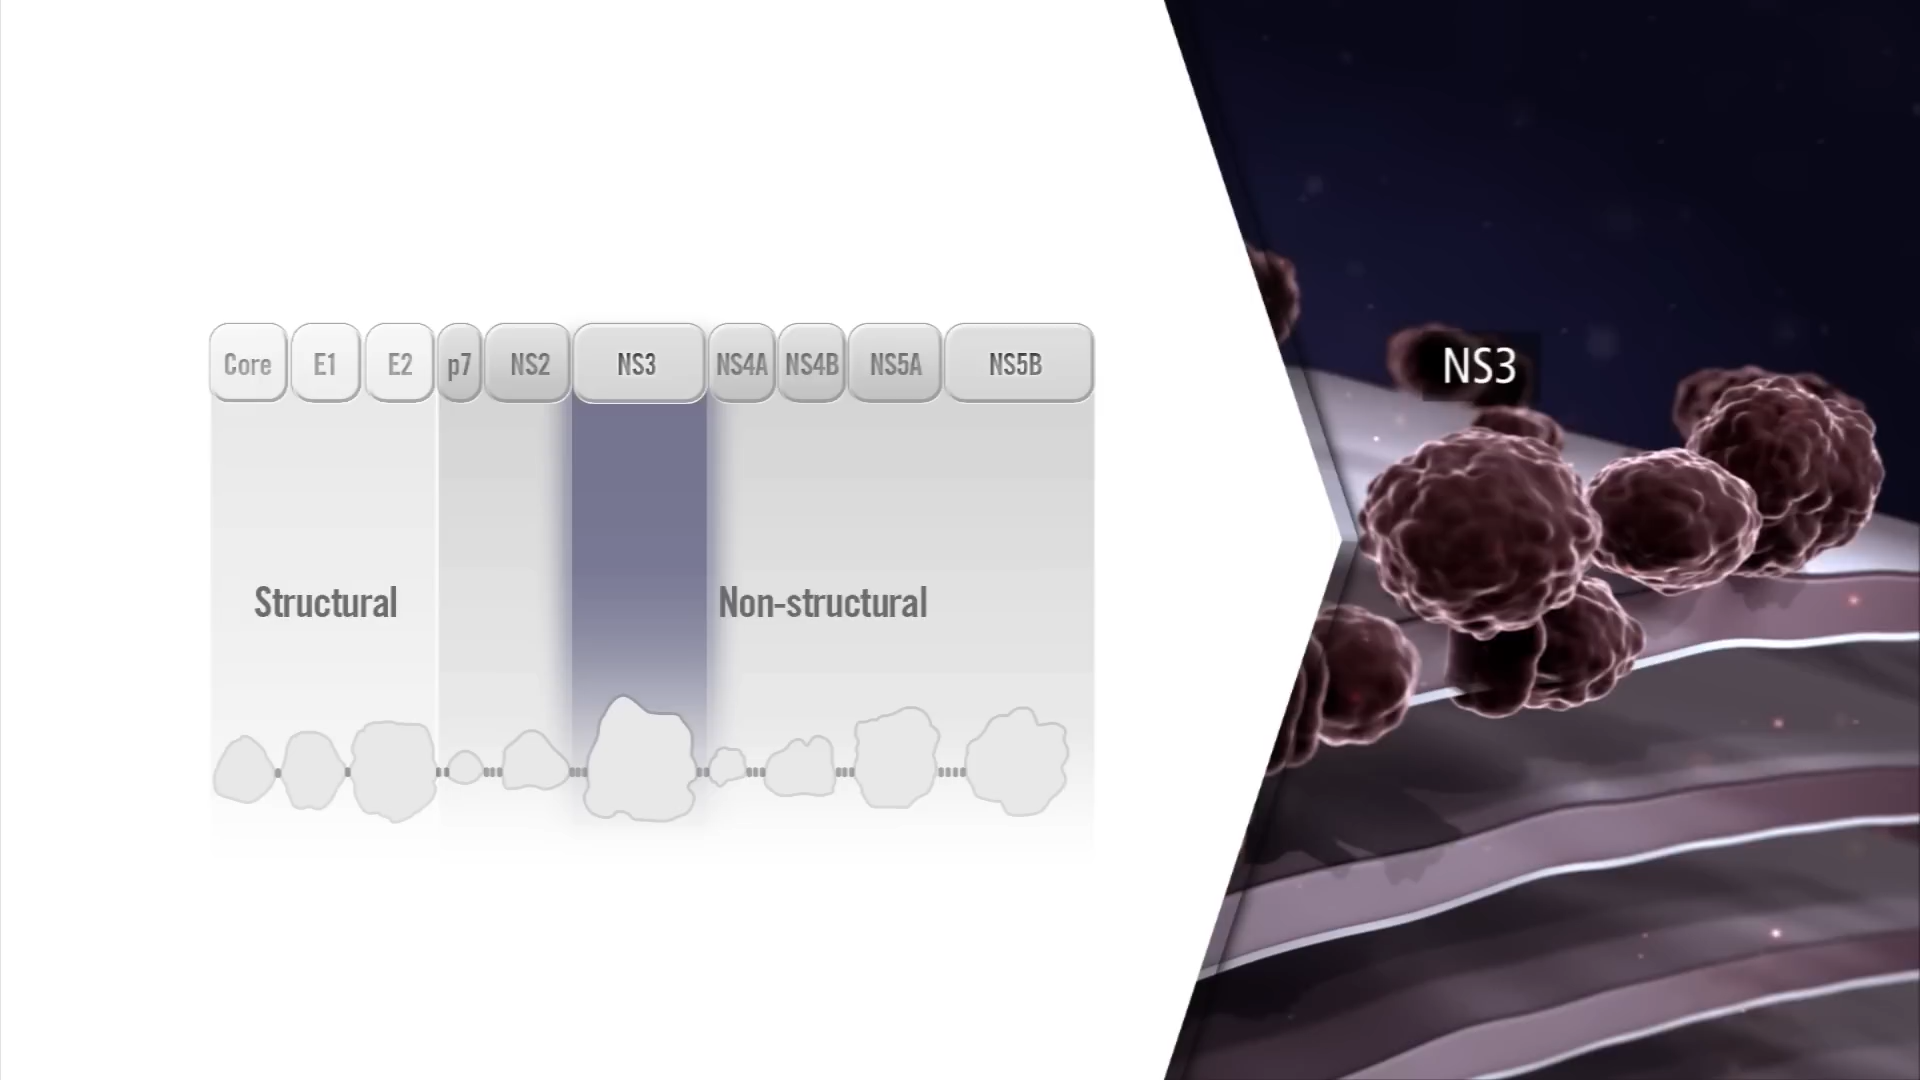 Core E1 E2 p7 NS2 NS3 NS4A NS4B NS5A NS5B
NS3
Structural Non-structural